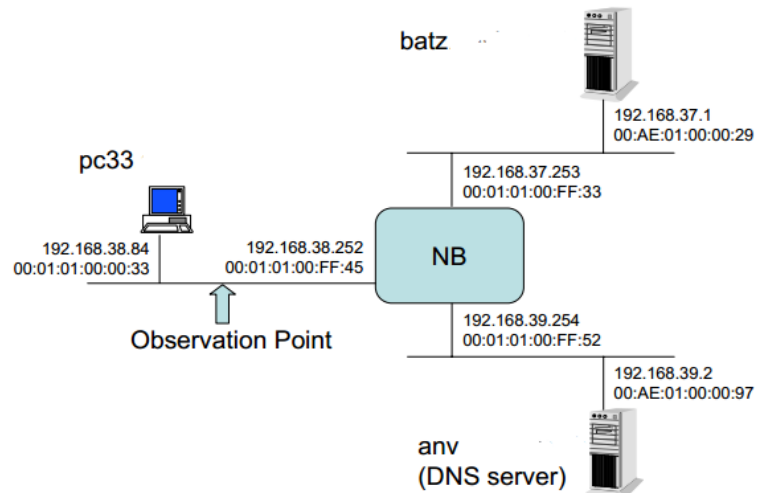 batz
192.168.37.1
00:AE:01:00:00:29
pc33
192.168.37.253
00:01:01:00:FF:33
192.168.38.84
00:01:01:00:00:33
192.168.38.252
00:01:01:00:FF:45
NB
Observation Point
192.168.39.254
00:01:01:00:FF:52
192.168.39.2
00:AE:01:00:00:97
anv
(DNS server)